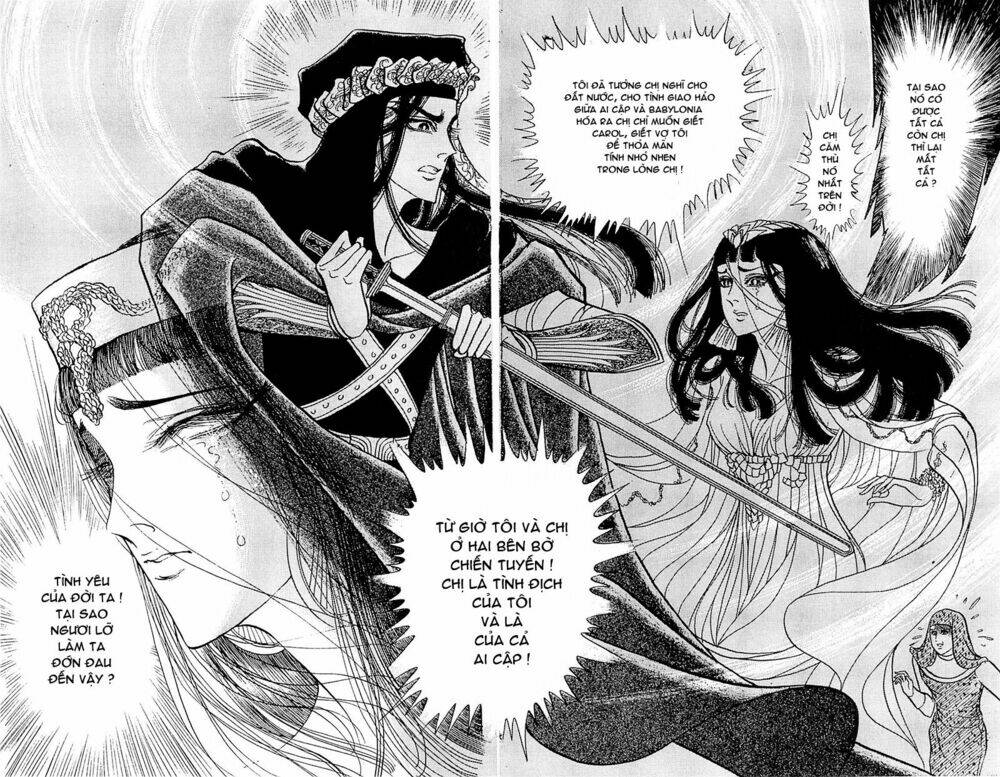 TẠI SAO
NÓ CÓ
ĐƯỢC
TẤT CẢ
CÒN CHỊ
THÌ LẠI
MẤT
TẤT
CẢ ?
CHỊ
CĂM
THÙ
NÓ
NHẤT
TRÊN
ĐỜI !
TÔI ĐÃ TƯỞNG CHỊ NGHĨ CHO
ĐẤT NƯỚC, CHO TÌNH GIAO HẢO
GIỮA AI CẬP VÀ BABYLONIA
HÓA RA CHỊ CHỈ MUỐN GIẾT
CAROL, GIẾT VỢ TÔI
ĐỂ THỎA MÃN
TÍNH NHỎ NHEN
TRONG LÒNG CHỊ !
TỪ GIỜ TÔI VÀ CHỊ
Ở HAI BÊN BỜ
CHIẾN TUYẾN !
CHỊ LÀ TÌNH ĐỊCH
CỦA TÔI
VÀ LÀ
CỦA CẢ
AI CẬP !
TÌNH YÊU
CỦA ĐỜI TA !
TẠI SAO
NGƯƠI LỠ
LÀM TA
ĐỚN ĐAU
ĐẾN VẬY ?